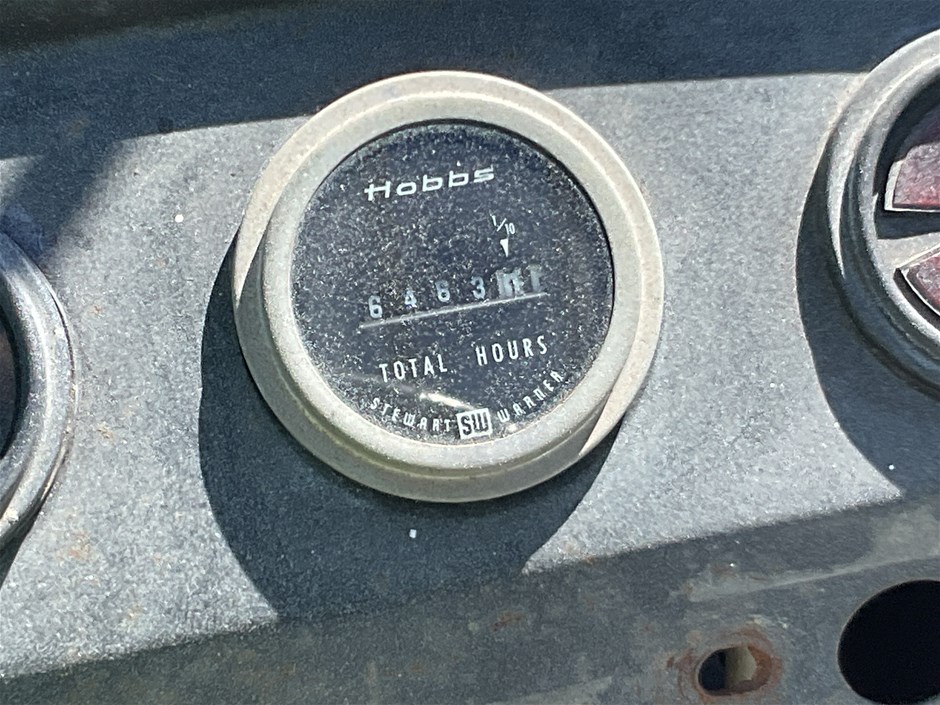 Hobbs
1/10
6463
TOTAL HOURS
STEWART SW WARNER